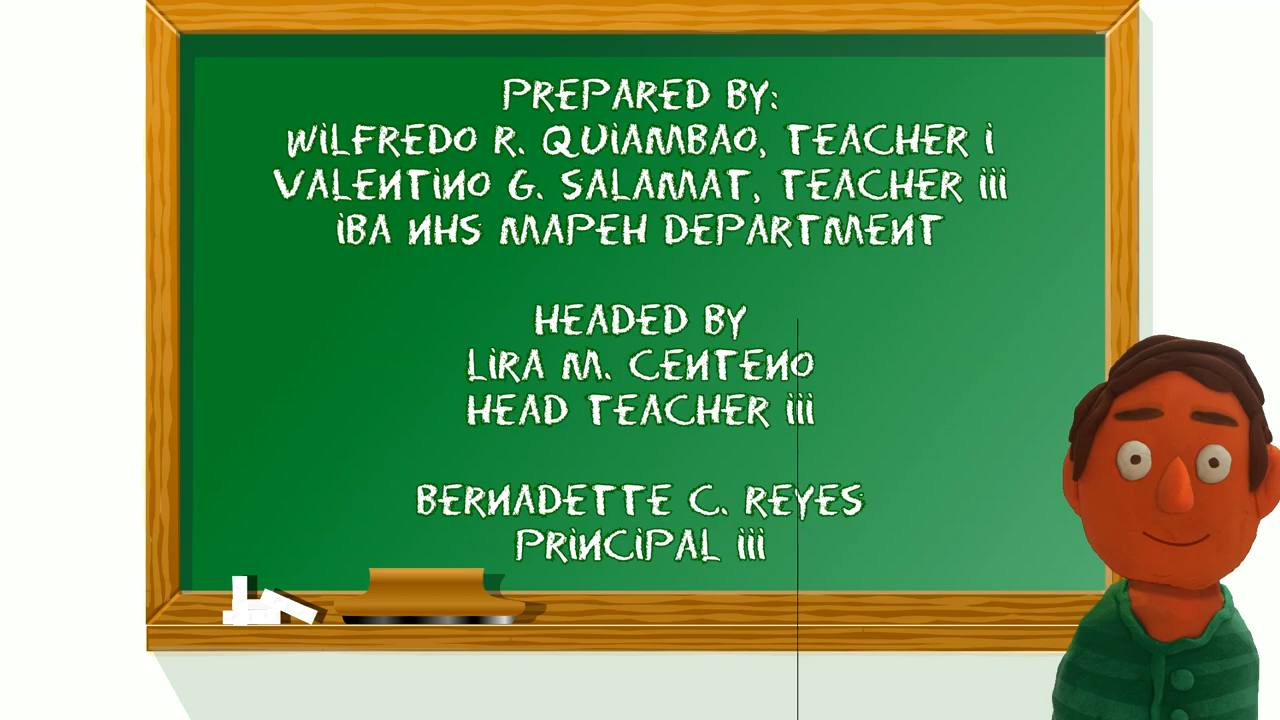 PREPARED BY:
WiLFREDO R. QUiAMBAO, TEACHER i
VALENTiNO G. SALAMAT, TEACHER iii
iBA NHS MAPEH DEPARTMENT
HEADED BY
LiRA M. CENTENO
HEAD TEACHER iii
BERNADETTE C. REYES
PRiNCiPAL iii